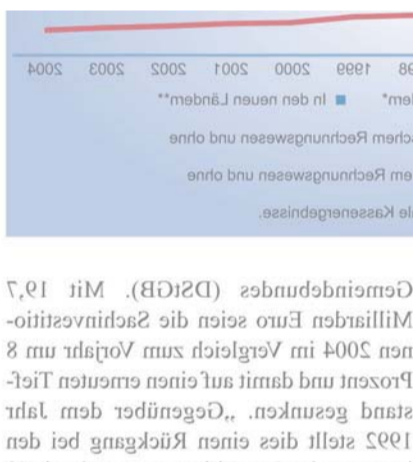 98 1999 2000 2001 2002 2003 2004
dern* ■ In den neuen Ländern**
schem Rechnungswesen und ohne
em Rechnungswesen und ohne
le Kassenergebnisse.
Gemeindebundes (DStGB). Mit 19,7
Milliarden Euro seien die Sachinvestitio-
nen 2004 im Vergleich zum Vorjahr um 8
Prozent und damit auf einen erneuten Tief-
stand gesunken. „Gegenüber dem Jahr
1992 stellt dies einen Rückgang bei den